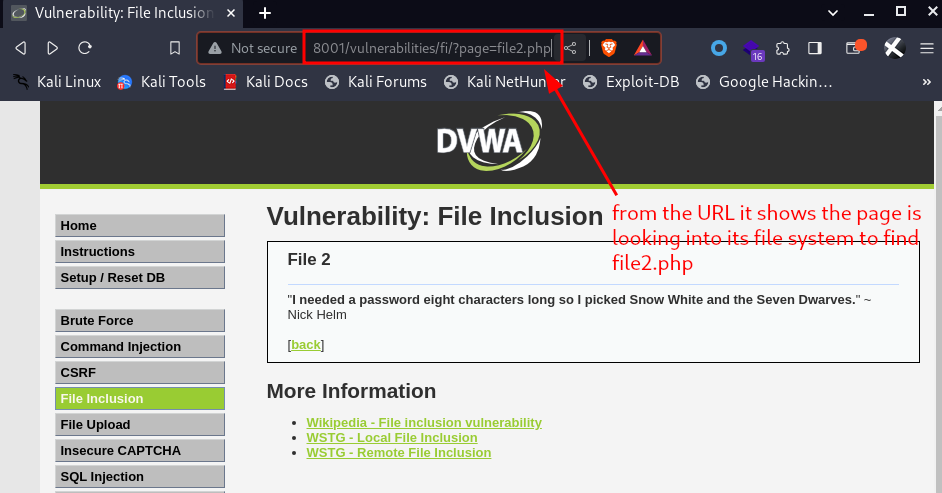 Vulnerability: File Inclusion
Not secure 8001/vulnerabilities/fi/?page=file2.php
16
Kali Linux Kali Tools Kali Docs Kali Forums Kali NetHunter Exploit-DB Google Hackin… »
DVWA
Home
Instructions
Setup / Reset DB
Brute Force
Command Injection
CSRF
File Inclusion
File Upload
Insecure CAPTCHA
SQL Injection
Vulnerability: File Inclusion
from the URL it shows the page is
looking into its file system to find
file2.php
File 2
"I needed a password eight characters long so I picked Snow White and the Seven Dwarves." ~
Nick Helm
[back]
More Information
Wikipedia - File inclusion vulnerability
WSTG - Local File Inclusion
WSTG - Remote File Inclusion